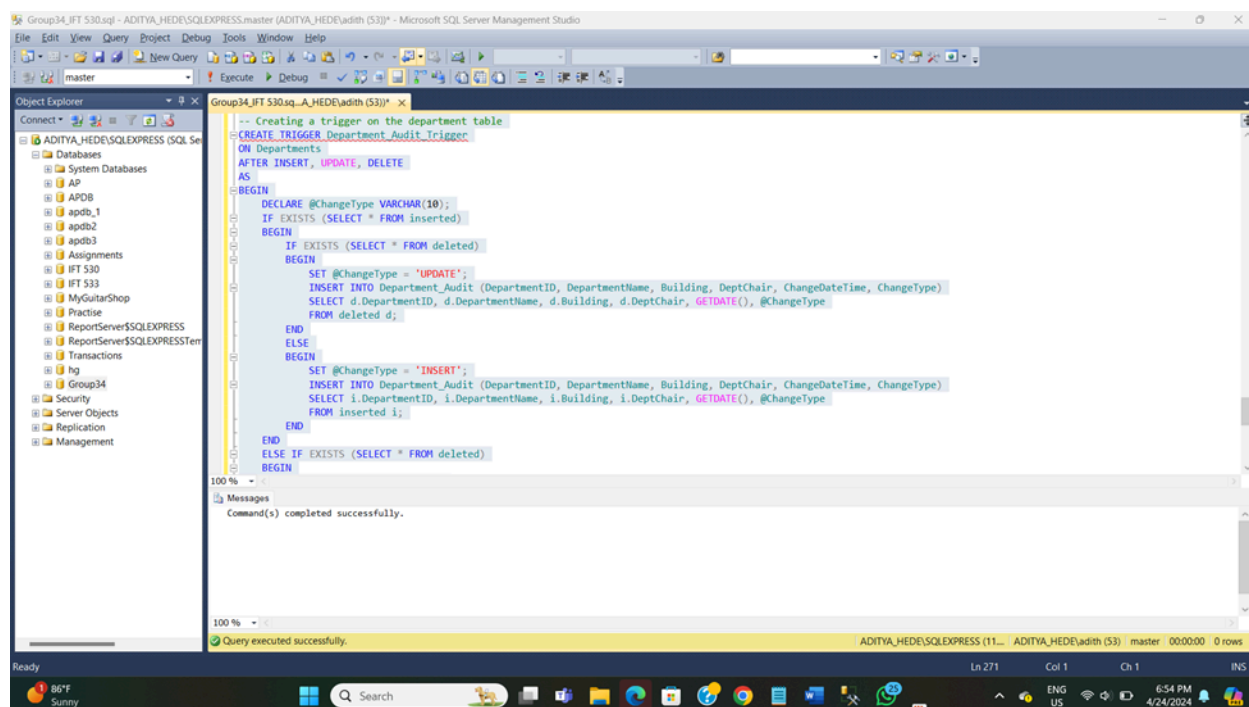 Group34_IFT 530.sql - ADITYA_HEDE\SQLEXPRESS.master (ADITYA_HEDE\adith (53))* - Microsoft SQL Server Management Studio
File Edit View Query Project Debug Tools Window Help
New Query
master Execute Debug
Object Explorer
Connect
ADITYA_HEDE\SQLEXPRESS (SQL Se
Databases
System Databases
AP
APDB
apdb_1
apdb2
apdb3
Assignments
IFT 530
IFT 533
MyGuitarShop
Practise
ReportServer$SQLEXPRESS
ReportServer$SQLEXPRESSTem
Transactions
hg
Group34
Security
Server Objects
Replication
Management
Group34_IFT 530.sq...A_HEDE\adith (53))*
-- Creating a trigger on the department table
CREATE TRIGGER Department_Audit_Trigger
ON Departments
AFTER INSERT, UPDATE, DELETE
AS
BEGIN
DECLARE @ChangeType VARCHAR(10);
IF EXISTS (SELECT * FROM inserted)
BEGIN
IF EXISTS (SELECT * FROM deleted)
BEGIN
SET @ChangeType = 'UPDATE';
INSERT INTO Department_Audit (DepartmentID, DepartmentName, Building, DeptChair, ChangeDateTime, ChangeType)
SELECT d.DepartmentID, d.DepartmentName, d.Building, d.DeptChair, GETDATE(), @ChangeType
FROM deleted d;
END
ELSE
BEGIN
SET @ChangeType = 'INSERT';
INSERT INTO Department_Audit (DepartmentID, DepartmentName, Building, DeptChair, ChangeDateTime, ChangeType)
SELECT i.DepartmentID, i.DepartmentName, i.Building, i.DeptChair, GETDATE(), @ChangeType
FROM inserted i;
END
END
ELSE IF EXISTS (SELECT * FROM deleted)
BEGIN
100 %
Messages
Command(s) completed successfully.
100 %
Query executed successfully. ADITYA_HEDE\SQLEXPRESS (11... ADITYA_HEDE\adith (53) master 00:00:00 0 rows
Ready Ln 271 Col 1 Ch 1 INS
1 86°F
Sunny
Search
25
ENG
US
6:54 PM
4/24/2024